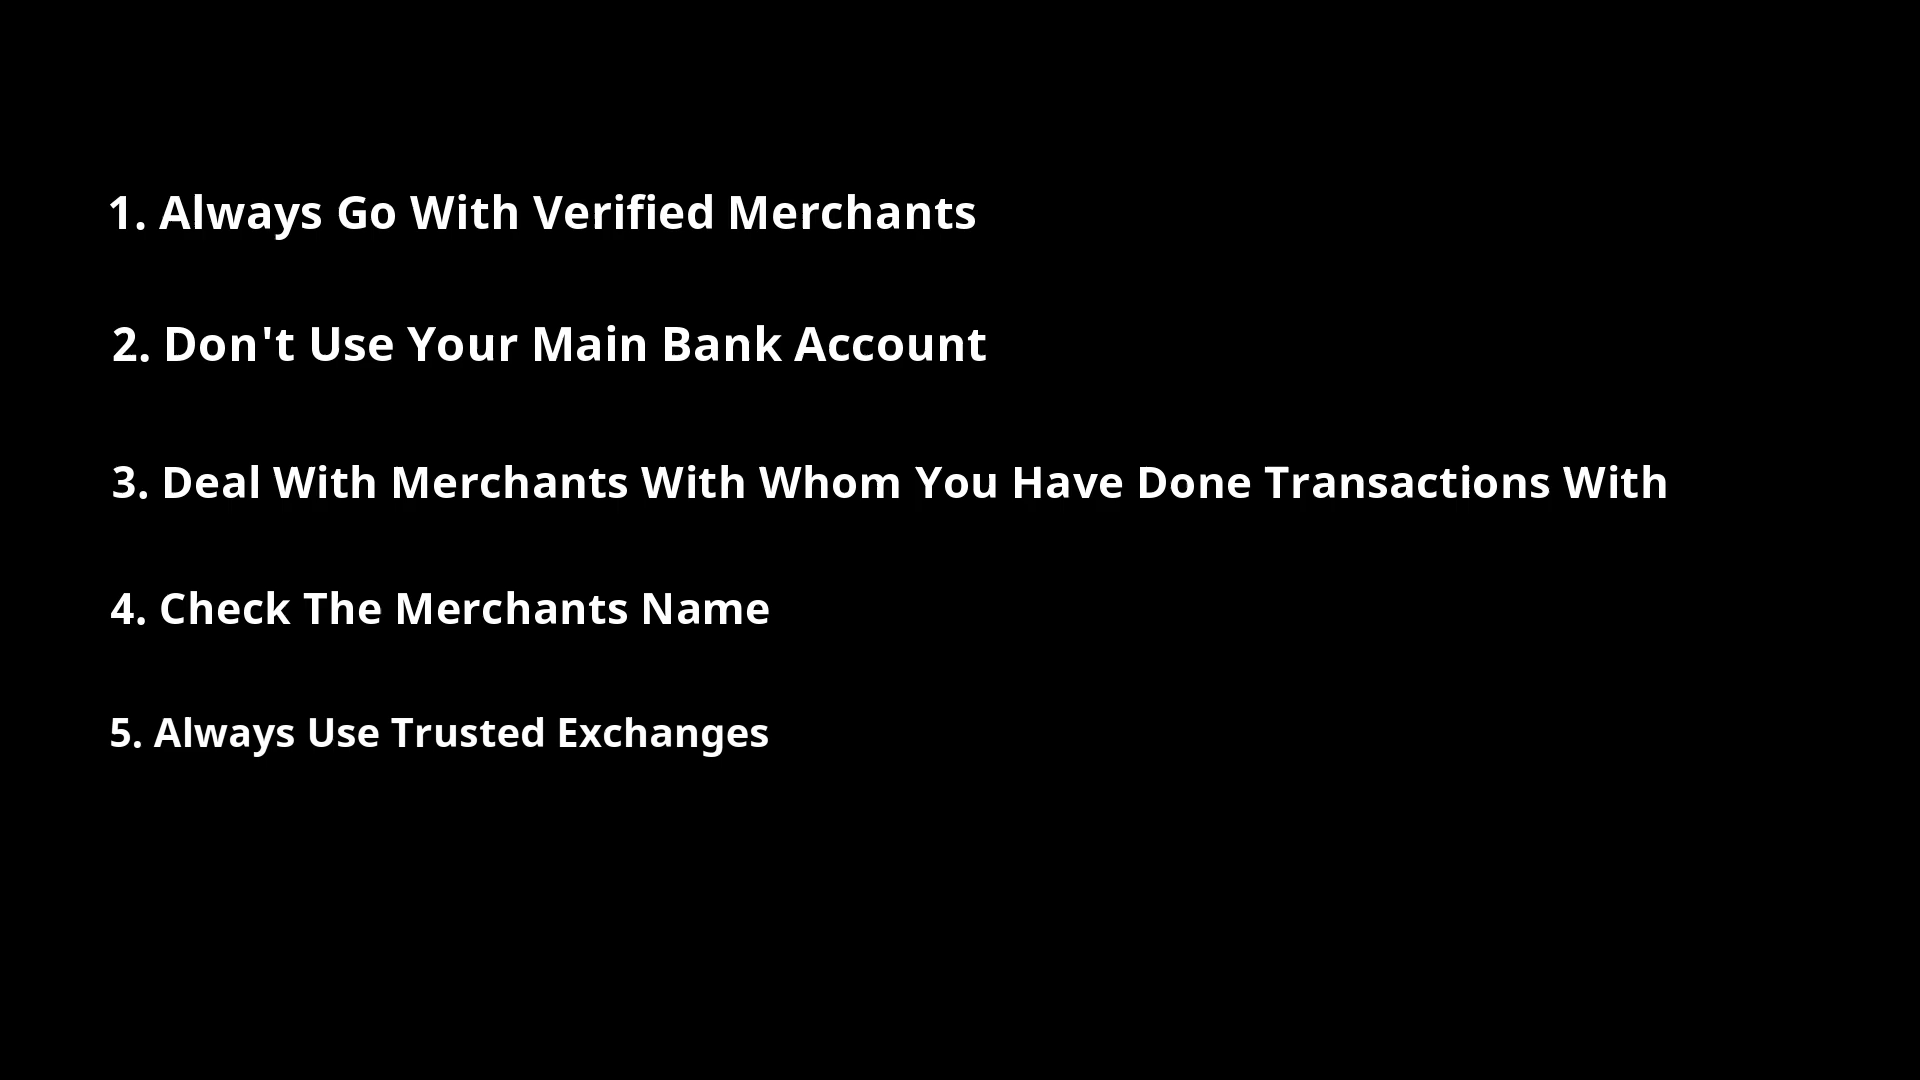 1. Always Go With Verified Merchants
2. Don't Use Your Main Bank Account
3. Deal With Merchants With Whom You Have Done Transactions With
4. Check The Merchants Name
5. Always Use Trusted Exchanges